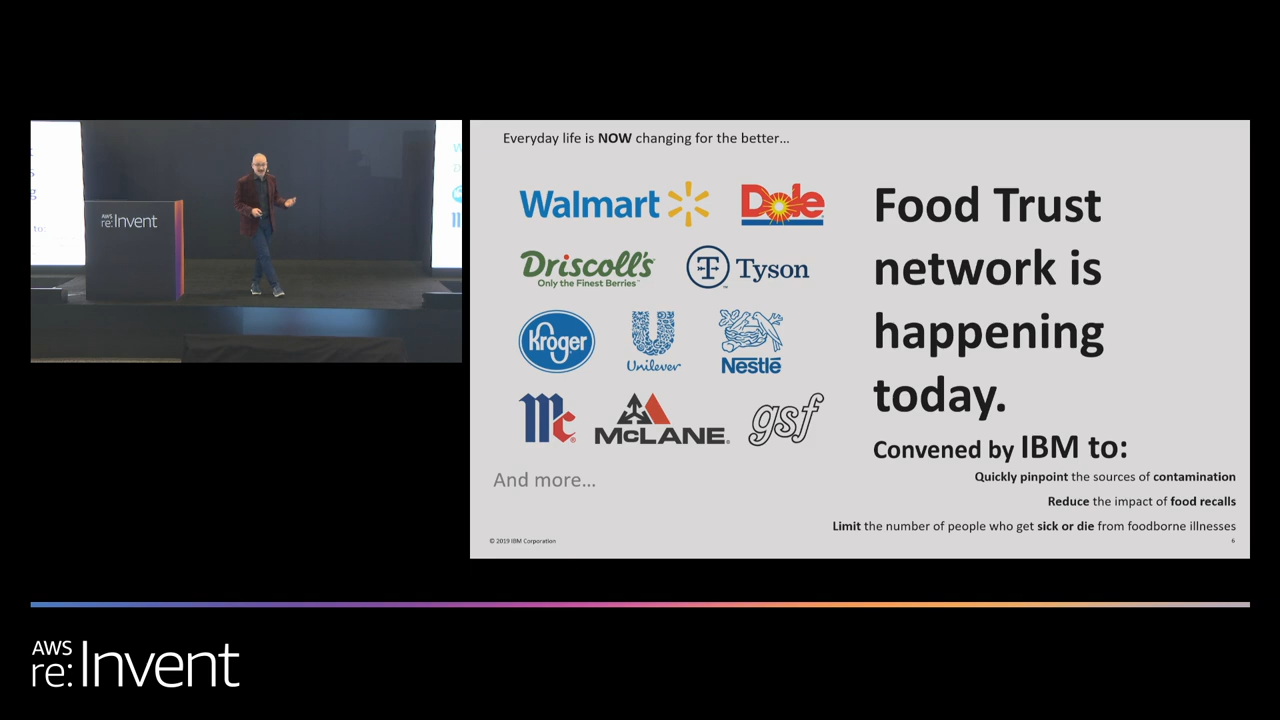 AWS
re:Invent
to:
Everyday life is NOW changing for the better...
Walmart
Dole
Driscoll's
Only the Finest Berries™
Tyson
Kroger
Unilever
Nestlé
Mc®
McLANE®
gsf
And more...
Food Trust
network is
happening
today.
Convened by IBM to:
Quickly pinpoint the sources of contamination
Reduce the impact of food recalls
Limit the number of people who get sick or die from foodborne illnesses
© 2019 IBM Corporation
6
AWS
re:Invent